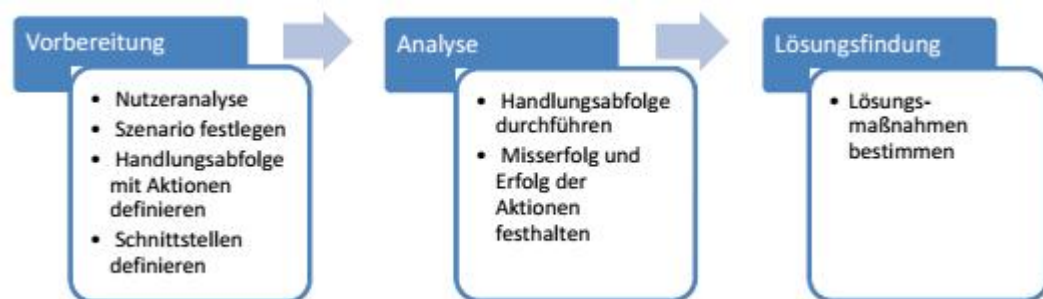 Vorbereitung
• Nutzeranalyse
• Szenario festlegen
• Handlungsabfolge
mit Aktionen
definieren
• Schnittstellen
definieren
Analyse
• Handlungsabfolge
durchführen
• Misserfolg und
Erfolg der
Aktionen
festhalten
Lösungsfindung
• Lösungs-
maßnahmen
bestimmen